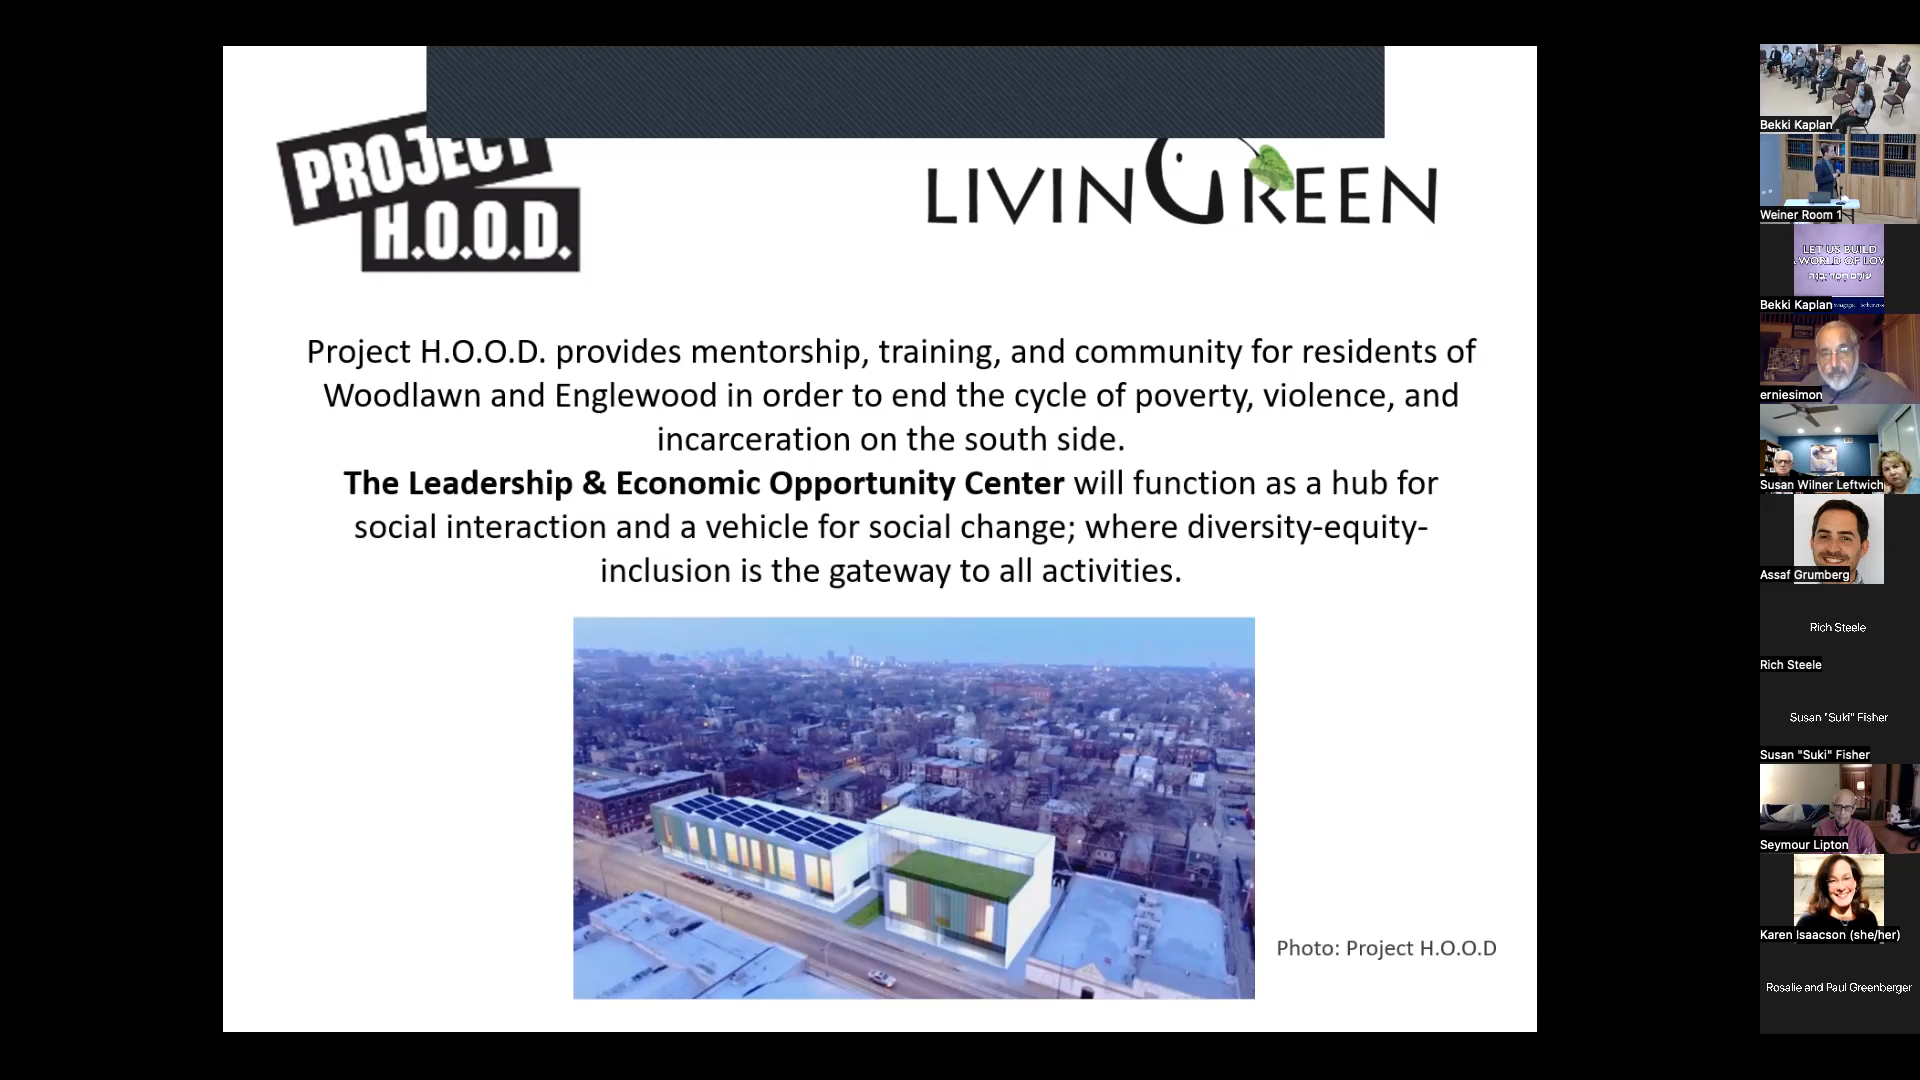 PROJECT
H.O.O.D.
LIVINGREEN
Project H.O.O.D. provides mentorship, training, and community for residents of
Woodlawn and Englewood in order to end the cycle of poverty, violence, and
incarceration on the south side.
The Leadership & Economic Opportunity Center will function as a hub for
social interaction and a vehicle for social change; where diversity-equity-
inclusion is the gateway to all activities.
Photo: Project H.O.O.D
Bekki Kaplan
Weiner Room 1
LET US BUILD
A WORLD OF LOV
עולם חסד יבנה
Bekki Kaplan
erniesimon
Susan Wilner Leftwich
Assaf Grumberg
Rich Steele
Rich Steele
Susan "Suki" Fisher
Susan "Suki" Fisher
Seymour Lipton
Karen Isaacson (she/her)
Rosalie and Paul Greenberger